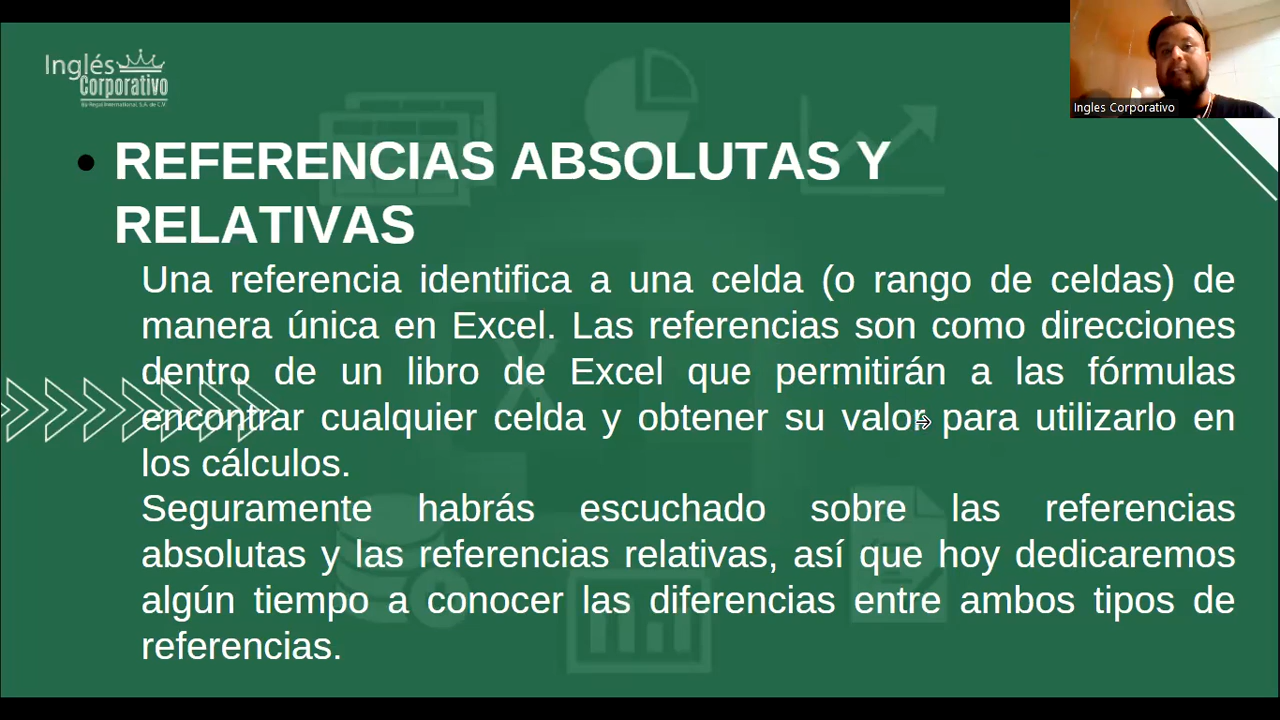 Inglés
Corporativo
Ingles Corporativo
• REFERENCIAS ABSOLUTAS Y
RELATIVAS
Una referencia identifica a una celda (o rango de celdas) de
manera única en Excel. Las referencias son como direcciones
dentro de un libro de Excel que permitirán a las fórmulas
encontrar cualquier celda y obtener su valor para utilizarlo en
los cálculos.
Seguramente habrás escuchado sobre las referencias
absolutas y las referencias relativas, así que hoy dedicaremos
algún tiempo a conocer las diferencias entre ambos tipos de
referencias.